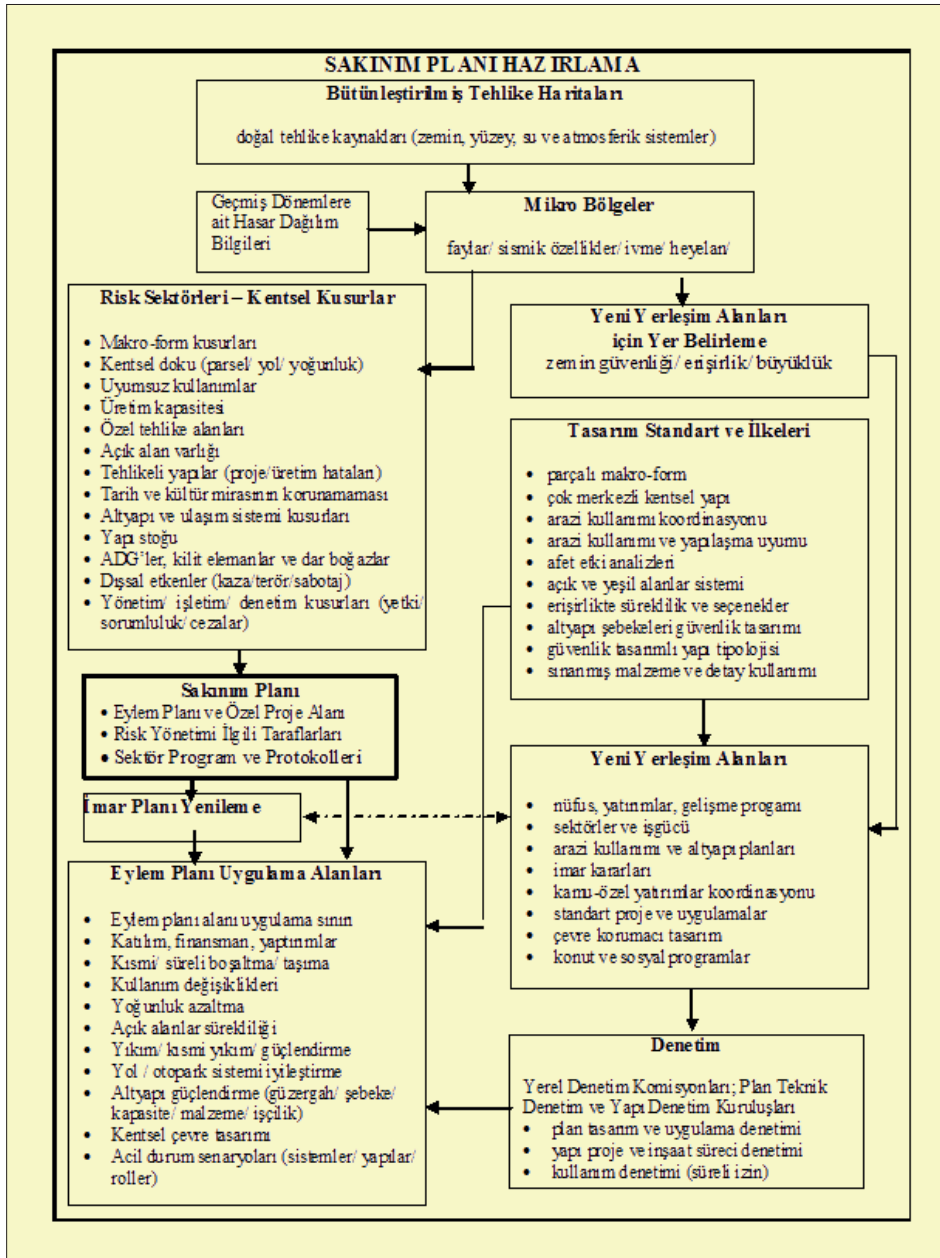 SAKINIM PLANI HAZIRLAMA
Bütünleştirilmiş Tehlike Haritaları
doğal tehlike kaynakları (zemin, yüzey, su ve atmosferik sistemler)
Geçmiş Dönemlere
ait Hasar Dağılım
Bilgileri
Mikro Bölgeler
faylar/ sismik özellikler/ ivme/ heyelan/
Risk Sektörleri – Kentsel Kusurlar
• Makro-form kusurları
• Kentsel doku (parsel/ yol/ yoğunluk)
• Uyumsuz kullanımlar
• Üretim kapasitesi
• Özel tehlike alanları
• Açık alan varlığı
• Tehlikeli yapılar (proje/üretim hataları)
• Tarih ve kültür mirasının korunamaması
• Altyapı ve ulaşım sistemi kusurları
• Yapı stoğu
• ADG'ler, kilit elemanlar ve dar boğazlar
• Dışsal etkenler (kaza/terör/sabotaj)
• Yönetim/ işletim/ denetim kusurları (yetki/
sorumluluk/ cezalar)
Yeni Yerleşim Alanları
için Yer Belirleme
zemin güvenliği/ erişirlik/ büyüklük
Tasarım Standart ve İlkeleri
• parçalı makro-form
• çok merkezli kentsel yapı
• arazi kullanımı koordinasyonu
• arazi kullanımı ve yapılaşma uyumu
• afet etki analizleri
• açık ve yeşil alanlar sistemi
• erişirlikte süreklilik ve seçenekler
• altyapı şebekeleri güvenlik tasarımı
• güvenlik tasarımlı yapı tipolojisi
• sınanmış malzeme ve detay kullanımı
Sakınım Planı
• Eylem Planı ve Özel Proje Alanı
• Risk Yönetimi İlgili Tarafları
• Sektör Program ve Protokolleri
İmar Planı Yenileme
Yeni Yerleşim Alanları
• nüfus, yatırımlar, gelişme progamı
• sektörler ve işgücü
• arazi kullanımı ve altyapı planları
• imar kararları
• kamu-özel yatırımlar koordinasyonu
• standart proje ve uygulamalar
• çevre korumacı tasarım
• konut ve sosyal programlar
Eylem Planı Uygulama Alanları
• Eylem planı alanı uygulama sınırı
• Katılım, finansman, yaptırımlar
• Kısmi/ süreli boşaltma/ taşıma
• Kullanım değişiklikleri
• Yoğunluk azaltma
• Açık alanlar sürekliliği
• Yıkım/ kısmi yıkım/ güçlendirme
• Yol / otopark sistemi iyileştirme
• Altyapı güçlendirme (güzergah/ şebeke/
kapasite/ malzeme/ işçilik)
• Kentsel çevre tasarımı
• Acil durum senaryoları (sistemler/ yapılar/
roller)
Denetim
Yerel Denetim Komisyonları; Plan Teknik
Denetim ve Yapı Denetim Kuruluşları
• plan tasarım ve uygulama denetimi
• yapı proje ve inşaat süreci denetimi
• kullanım denetimi (süreli izin)